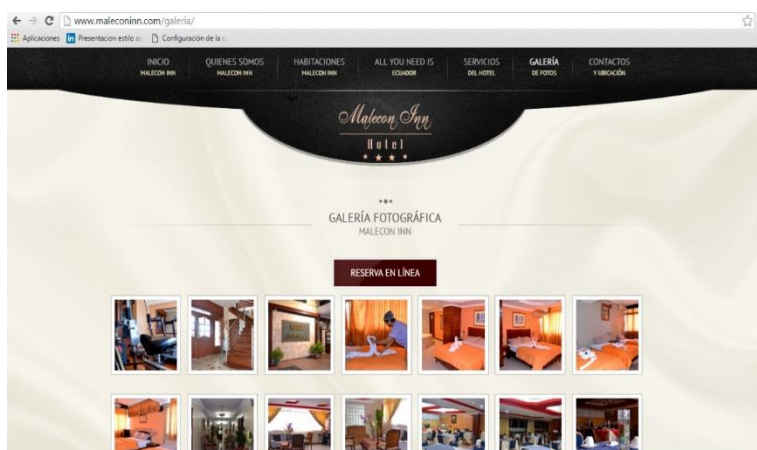 www.maleconinn.com/galeria/
Aplicaciones Presentacion estilo Configuración de la
INICIO QUIENES SOMOS HABITACIONES ALL YOU NEED IS SERVICIOS GALERÍA CONTACTOS
MALECON INN MALECON INN MALECON INN ECUADOR DEL HOTEL DE FOTOS Y UBICACIÓN
Malecon Inn
Hotel
GALERÍA FOTOGRÁFICA
MALECON INN
RESERVA EN LÍNEA